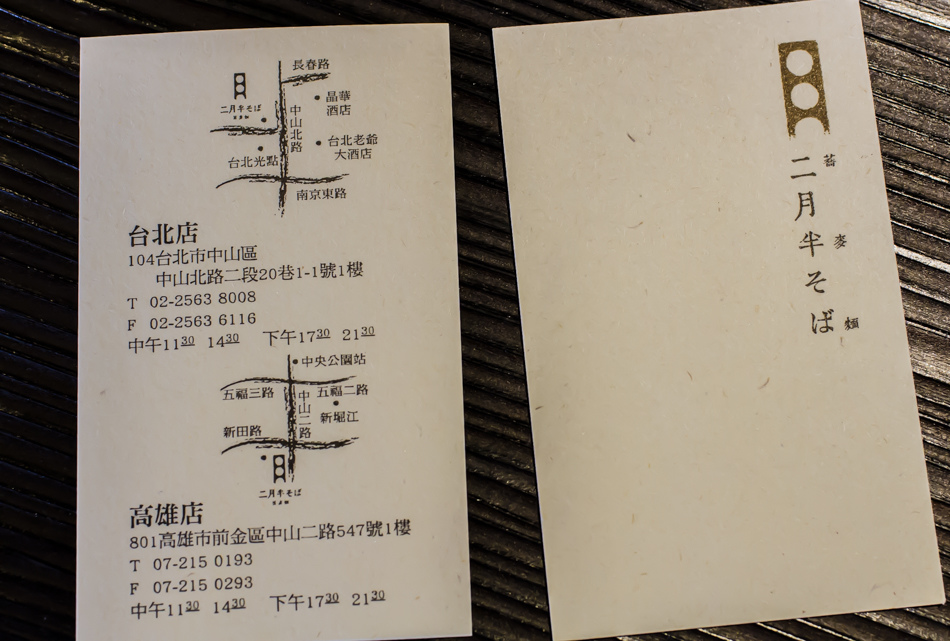 長春路
晶華
酒店
二月半そば
中山北路
台北老爺
大酒店
台北光點
南京東路
台北店
104台北市中山區
中山北路二段20巷1-1號1樓
T 02-2563 8008
F 02-2563 6116
中午11³⁰ 14³⁰ 下午17³⁰ 21³⁰
中央公園站
五福三路
五福二路
中山二路
新堀江
新田路
二月半そば
高雄店
801高雄市前金區中山二路547號1樓
T 07-215 0193
F 07-215 0293
中午11³⁰ 14³⁰ 下午17³⁰ 21³⁰
二月半そば
蕎麥麵